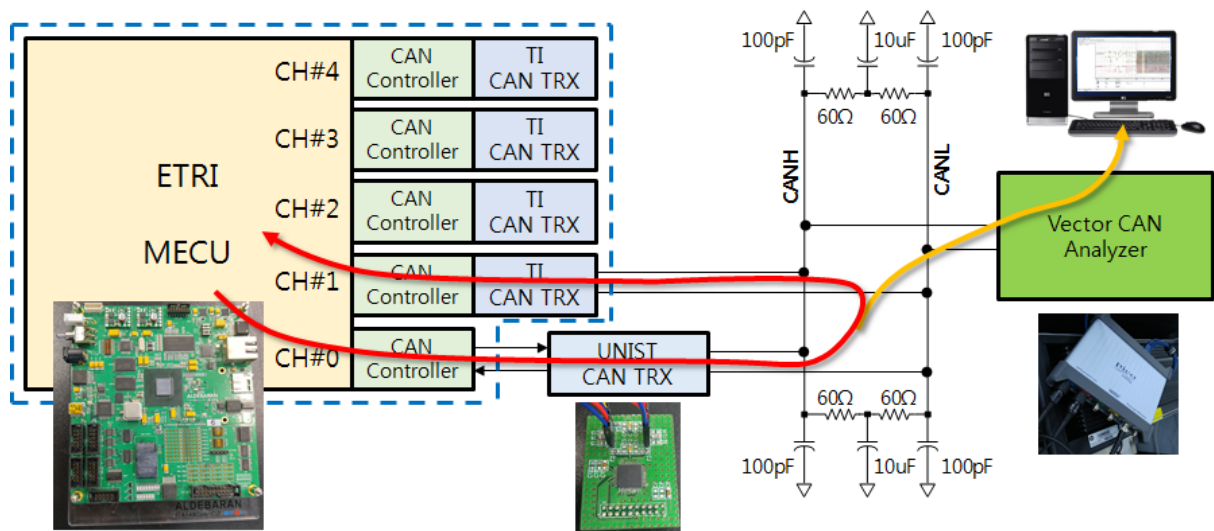 100pF
10uF
100pF
CH#4
CAN
Controller
TI
CAN TRX
60Ω
60Ω
CH#3
CAN
Controller
TI
CAN TRX
ETRI
MECU
CANH
CANL
CH#2
CAN
Controller
TI
CAN TRX
Vector CAN
Analyzer
CH#1
CAN
Controller
TI
CAN TRX
CH#0
CAN
Controller
UNIST
CAN TRX
60Ω
60Ω
100pF
10uF
100pF
ALDEBARAN
ALDEBARAN